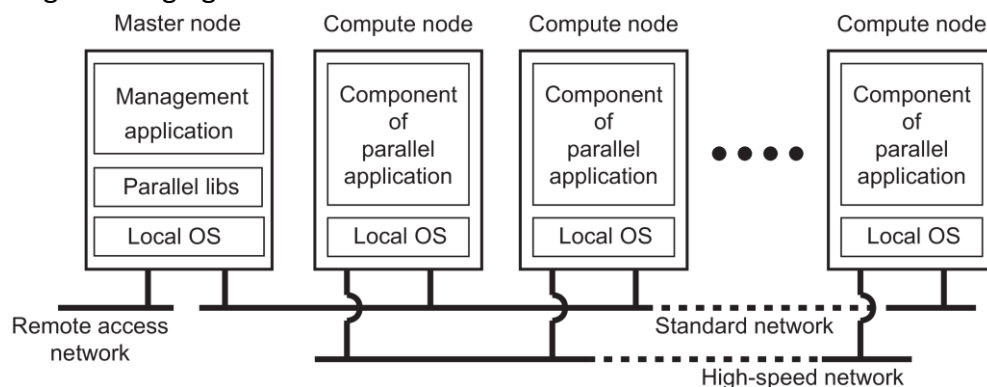 Master node
Compute node
Compute node
Compute node
Management
application
Parallel libs
Local OS
Component
of
parallel
application
Local OS
Component
of
parallel
application
Local OS
Component
of
parallel
application
Local OS
Remote access
network
Standard network
High-speed network